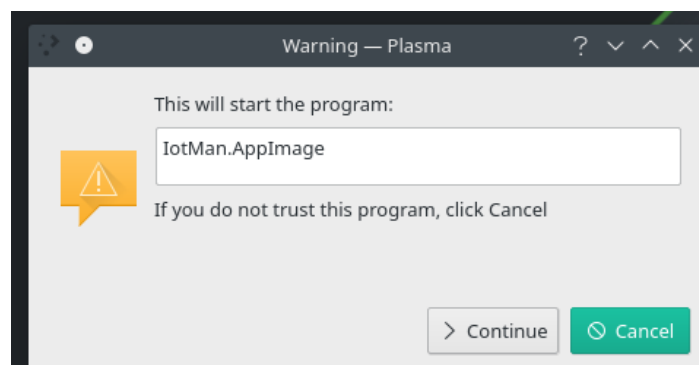 Warning — Plasma
This will start the program:
IotMan.AppImage
If you do not trust this program, click Cancel
Continue
Cancel